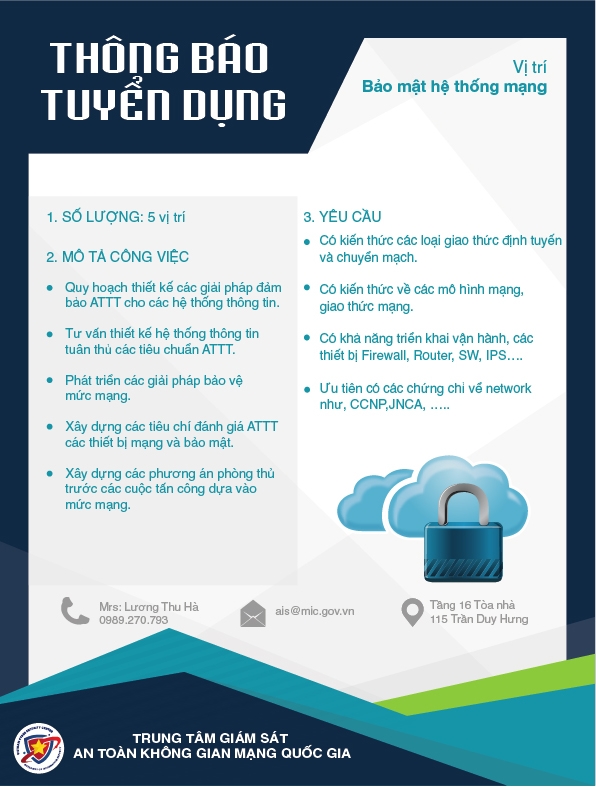 THÔNG BÁO
TUYỂN DỤNG
Vị trí
Bảo mật hệ thống mạng
1. SỐ LƯỢNG: 5 vị trí
2. MÔ TẢ CÔNG VIỆC
Quy hoạch thiết kế các giải pháp đảm
bảo ATTT cho các hệ thống thông tin.
Tư vấn thiết kế hệ thống thông tin
tuân thủ các tiêu chuẩn ATTT.
Phát triển các giải pháp bảo vệ
mức mạng.
Xây dựng các tiêu chí đánh giá ATTT
các thiết bị mạng và bảo mật.
Xây dựng các phương án phòng thủ
trước các cuộc tấn công dựa vào
mức mạng.
3. YÊU CẦU
Có kiến thức các loại giao thức định tuyến
và chuyển mạch.
Có kiến thức về các mô hình mạng,
giao thức mạng.
Có khả năng triển khai vận hành, các
thiết bị Firewall, Router, SW, IPS....
Ưu tiên có các chứng chỉ về network
như, CCNP,JNCA, .....
Mrs: Lương Thu Hà
0989.270.793
ais@mic.gov.vn
Tầng 16 Tòa nhà
115 Trần Duy Hưng
TRUNG TÂM GIÁM SÁT
AN TOÀN KHÔNG GIAN MẠNG QUỐC GIA